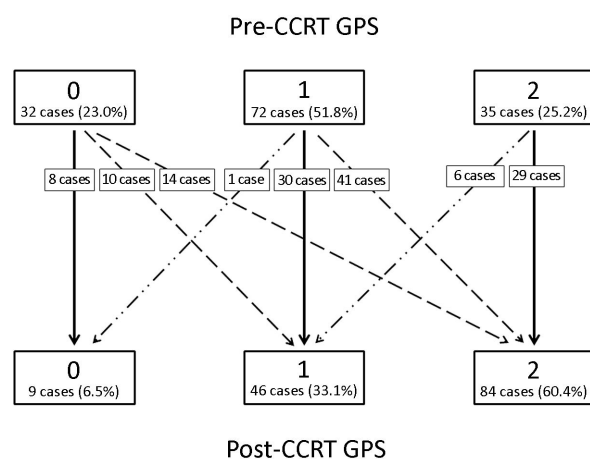 Pre-CCRT GPS
0
32 cases (23.0%)
1
72 cases (51.8%)
2
35 cases (25.2%)
8 cases
10 cases
14 cases
1 case
30 cases
41 cases
6 cases
29 cases
0
9 cases (6.5%)
1
46 cases (33.1%)
2
84 cases (60.4%)
Post-CCRT GPS